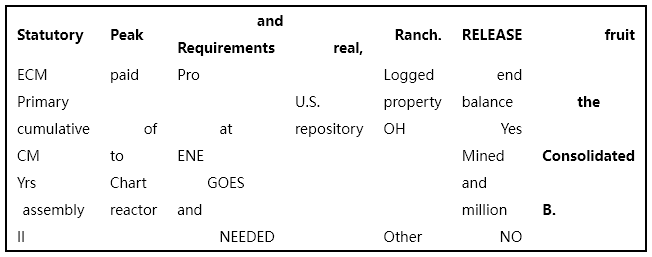 Statutory Peak and Requirements real, Ranch. RELEASE fruit
ECM paid Pro Logged end
Primary U.S. property balance the
cumulative of at repository OH Yes
CM to ENE Mined Consolidated
Yrs Chart GOES and
assembly reactor and million B.
II NEEDED Other NO